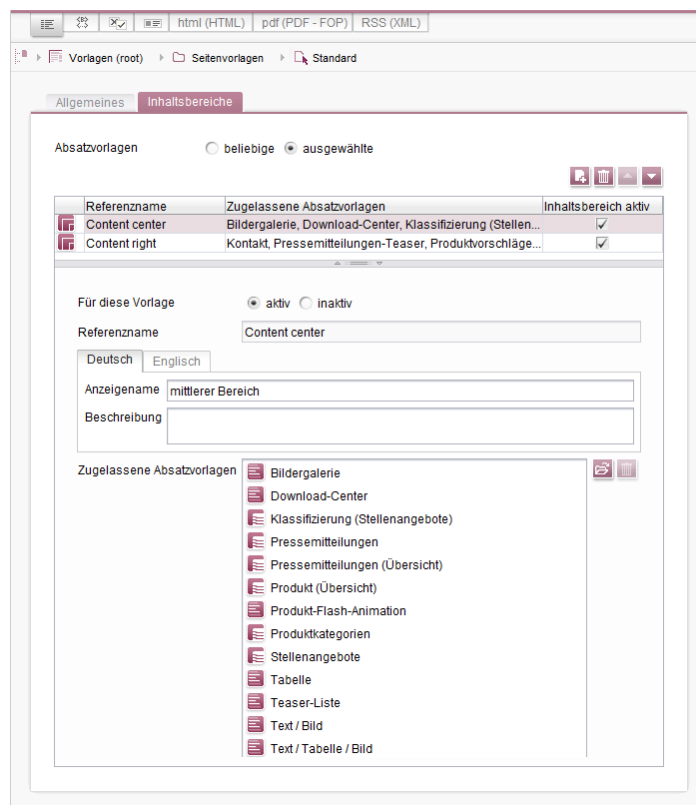 html (HTML) pdf (PDF - FOP) RSS (XML)
Vorlagen (root) Seitenvorlagen Standard
Allgemeines Inhaltsbereiche
Absatzvorlagen beliebige ausgewählte
Referenzname Zugelassene Absatzvorlagen Inhaltsbereich aktiv
Content center Bildergalerie, Download-Center, Klassifizierung (Stellen...
Content right Kontakt, Pressemitteilungen-Teaser, Produktvorschläge...
Für diese Vorlage aktiv inaktiv
Referenzname Content center
Deutsch Englisch
Anzeigename mittlerer Bereich
Beschreibung
Zugelassene Absatzvorlagen Bildergalerie
Download-Center
Klassifizierung (Stellenangebote)
Pressemitteilungen
Pressemitteilungen (Übersicht)
Produkt (Übersicht)
Produkt-Flash-Animation
Produktkategorien
Stellenangebote
Tabelle
Teaser-Liste
Text / Bild
Text / Tabelle / Bild